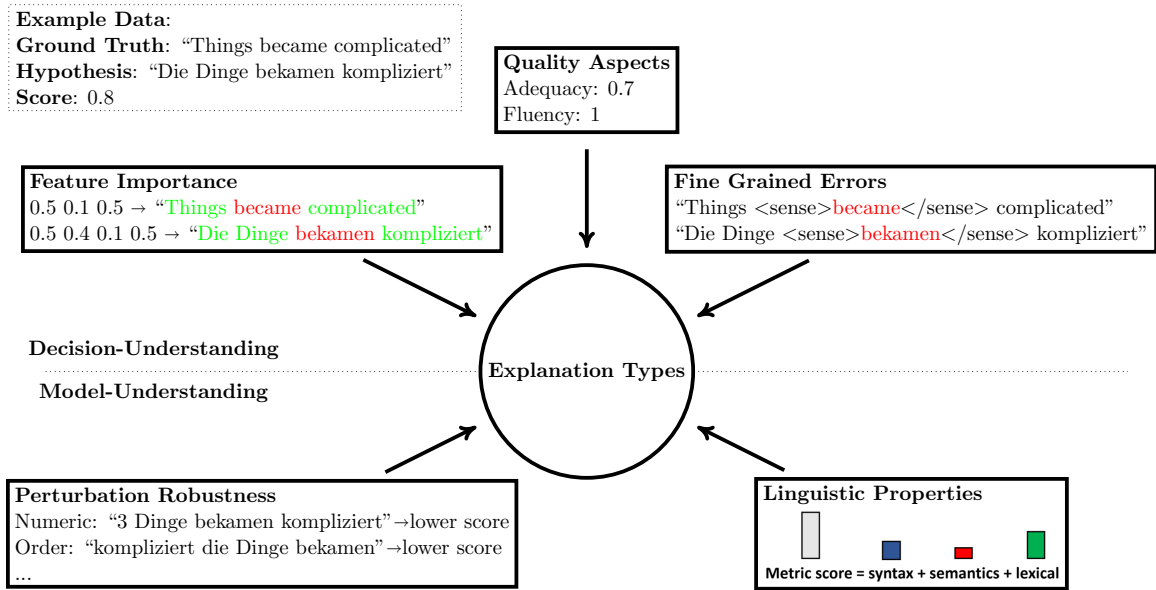 Example Data:
Ground Truth: “Things became complicated”
Hypothesis: “Die Dinge bekamen kompliziert”
Score: 0.8
Quality Aspects
Adequacy: 0.7
Fluency: 1
Feature Importance
0.5 0.1 0.5 → “Things became complicated”
0.5 0.4 0.1 0.5 → “Die Dinge bekamen kompliziert”
Fine Grained Errors
“Things <sense>became</sense> complicated”
“Die Dinge <sense>bekamen</sense> kompliziert”
Decision-Understanding
Explanation Types
Model-Understanding
Perturbation Robustness
Numeric: “3 Dinge bekamen kompliziert”→lower score
Order: “kompliziert die Dinge bekamen”→lower score
...
Linguistic Properties
Metric score = syntax + semantics + lexical